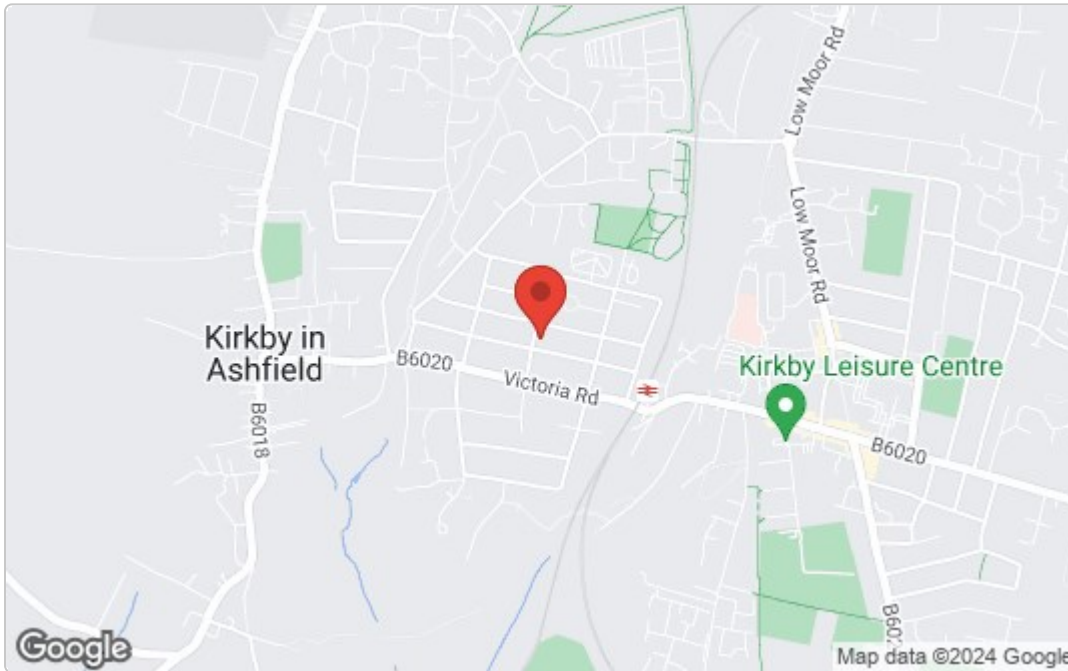 Low Moor Rd
Low Moor Rd
Kirkby in
Ashfield
B6020
Victoria Rd
Kirkby Leisure Centre
B6018
B6020
B602
Google
Map data ©2024 Google